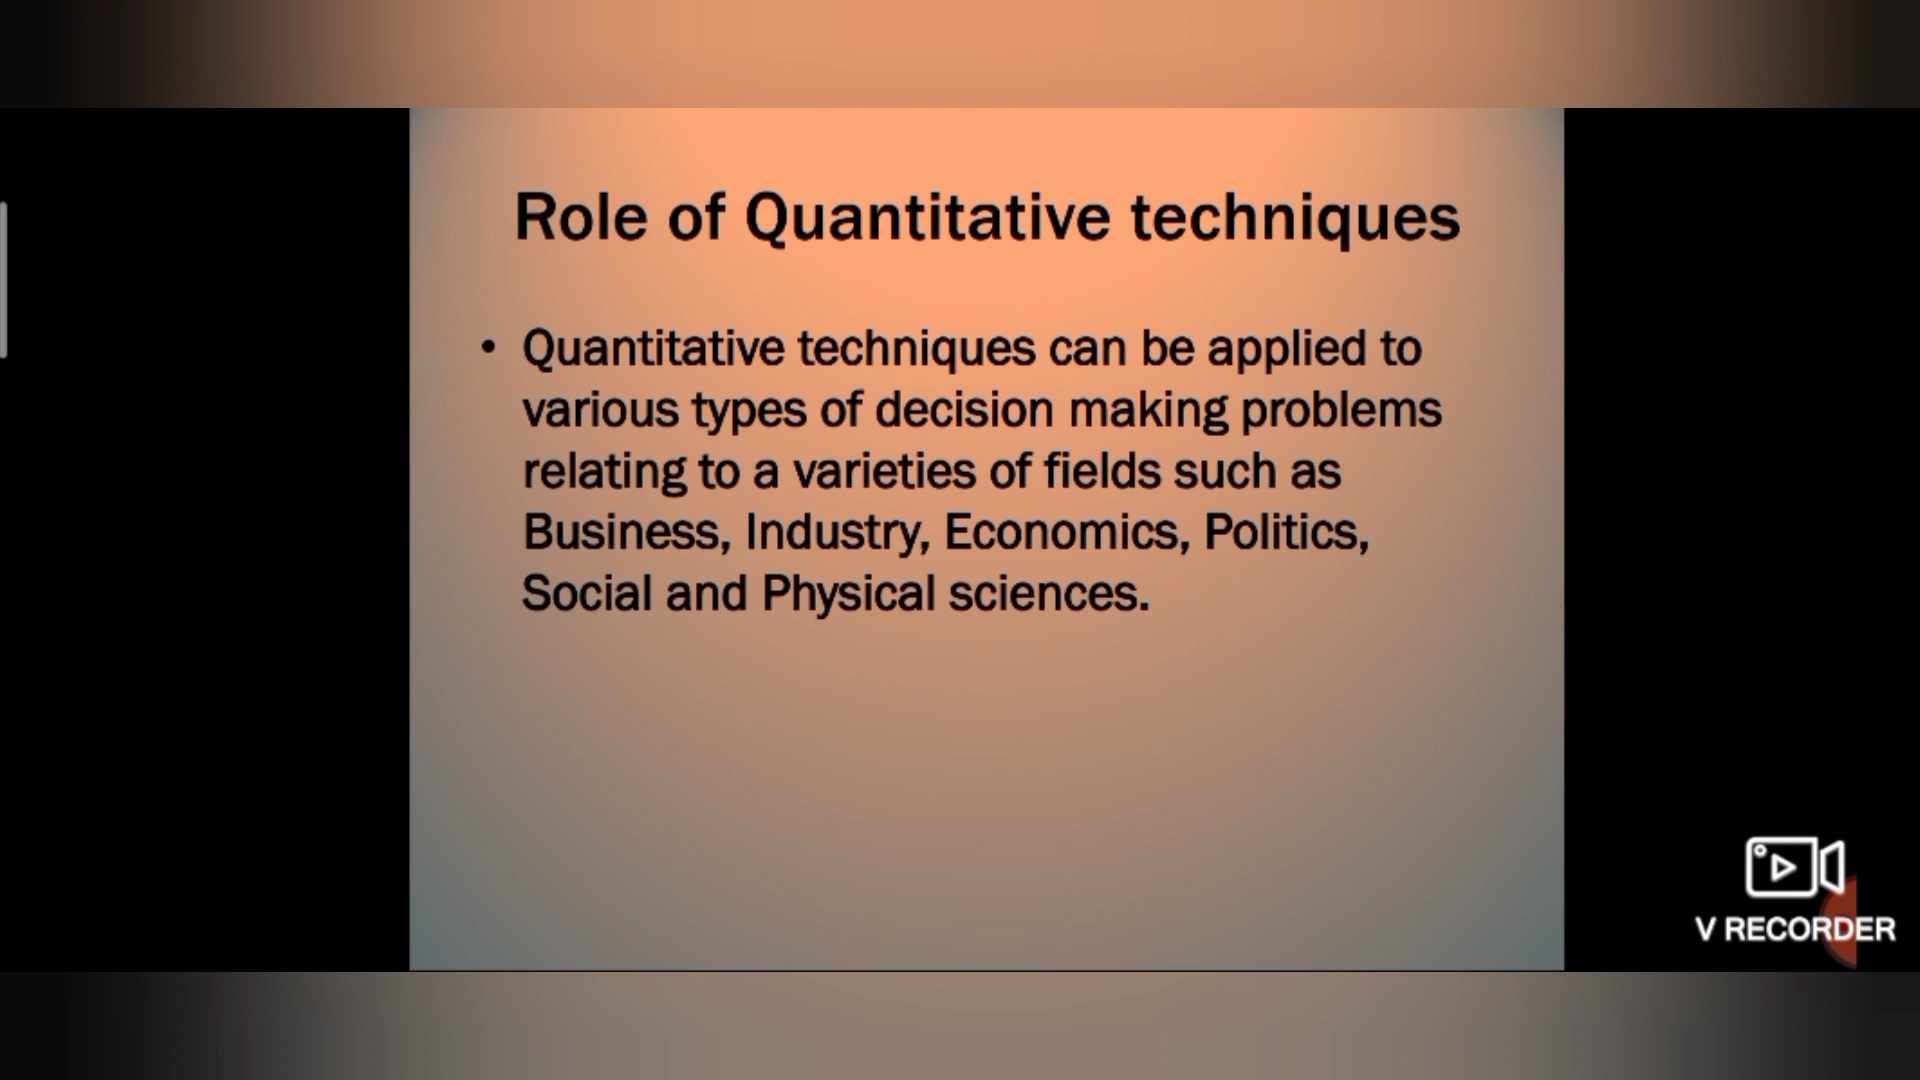 Role of Quantitative techniques
• Quantitative techniques can be applied to
various types of decision making problems
relating to a varieties of fields such as
Business, Industry, Economics, Politics,
Social and Physical sciences.
V RECORDER